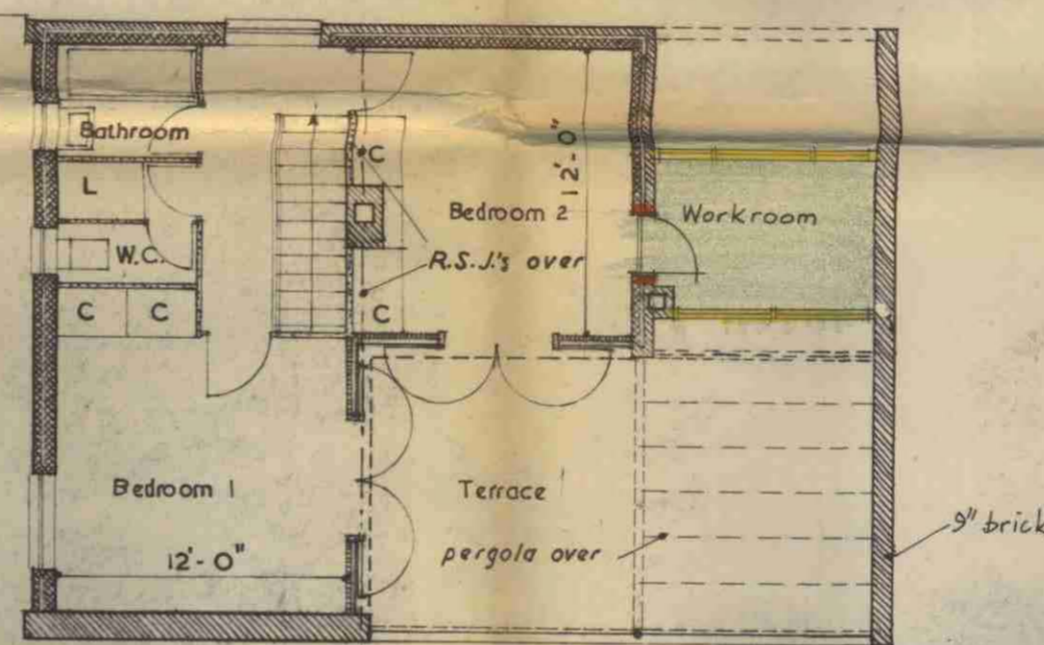 Bathroom
L
W.C.
C
C
C
C
12'-0"
Bedroom 2
Workroom
R.S.J.'s over
Bedroom 1
12'-0"
Terrace
pergola over
9" brick